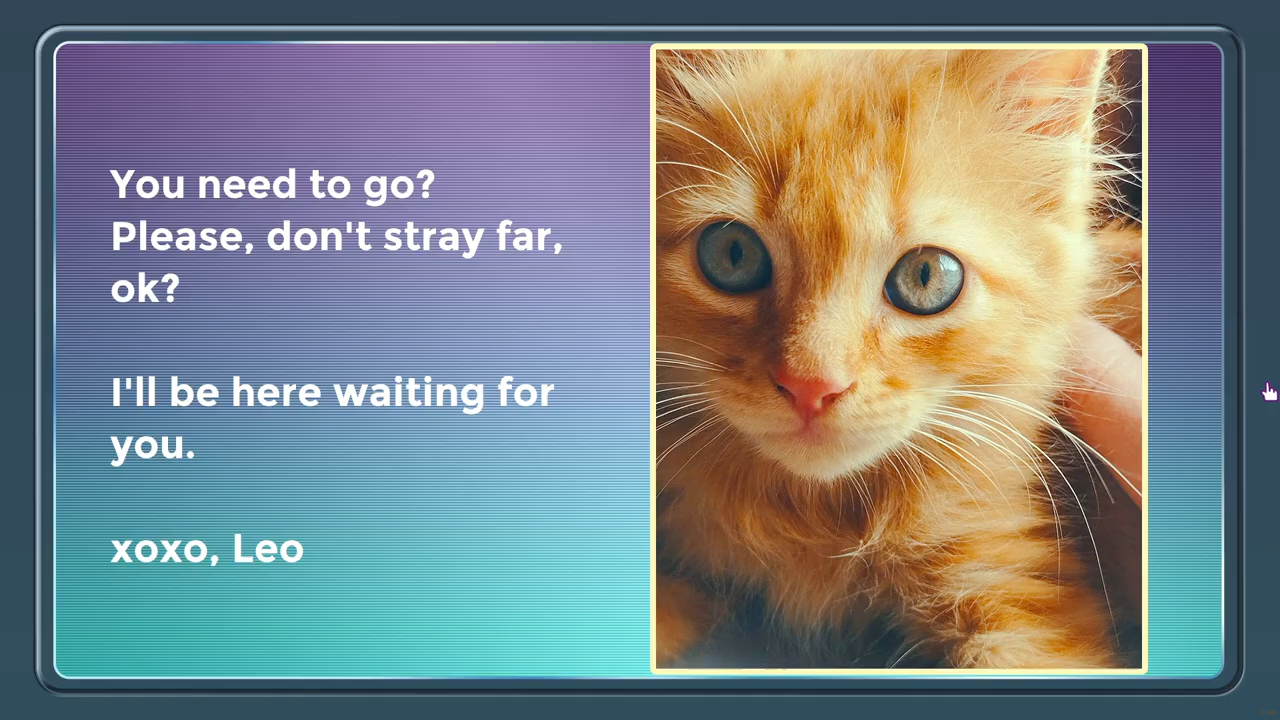 You need to go?
Please, don't stray far,
ok?
I'll be here waiting for
you.
xoxo, Leo